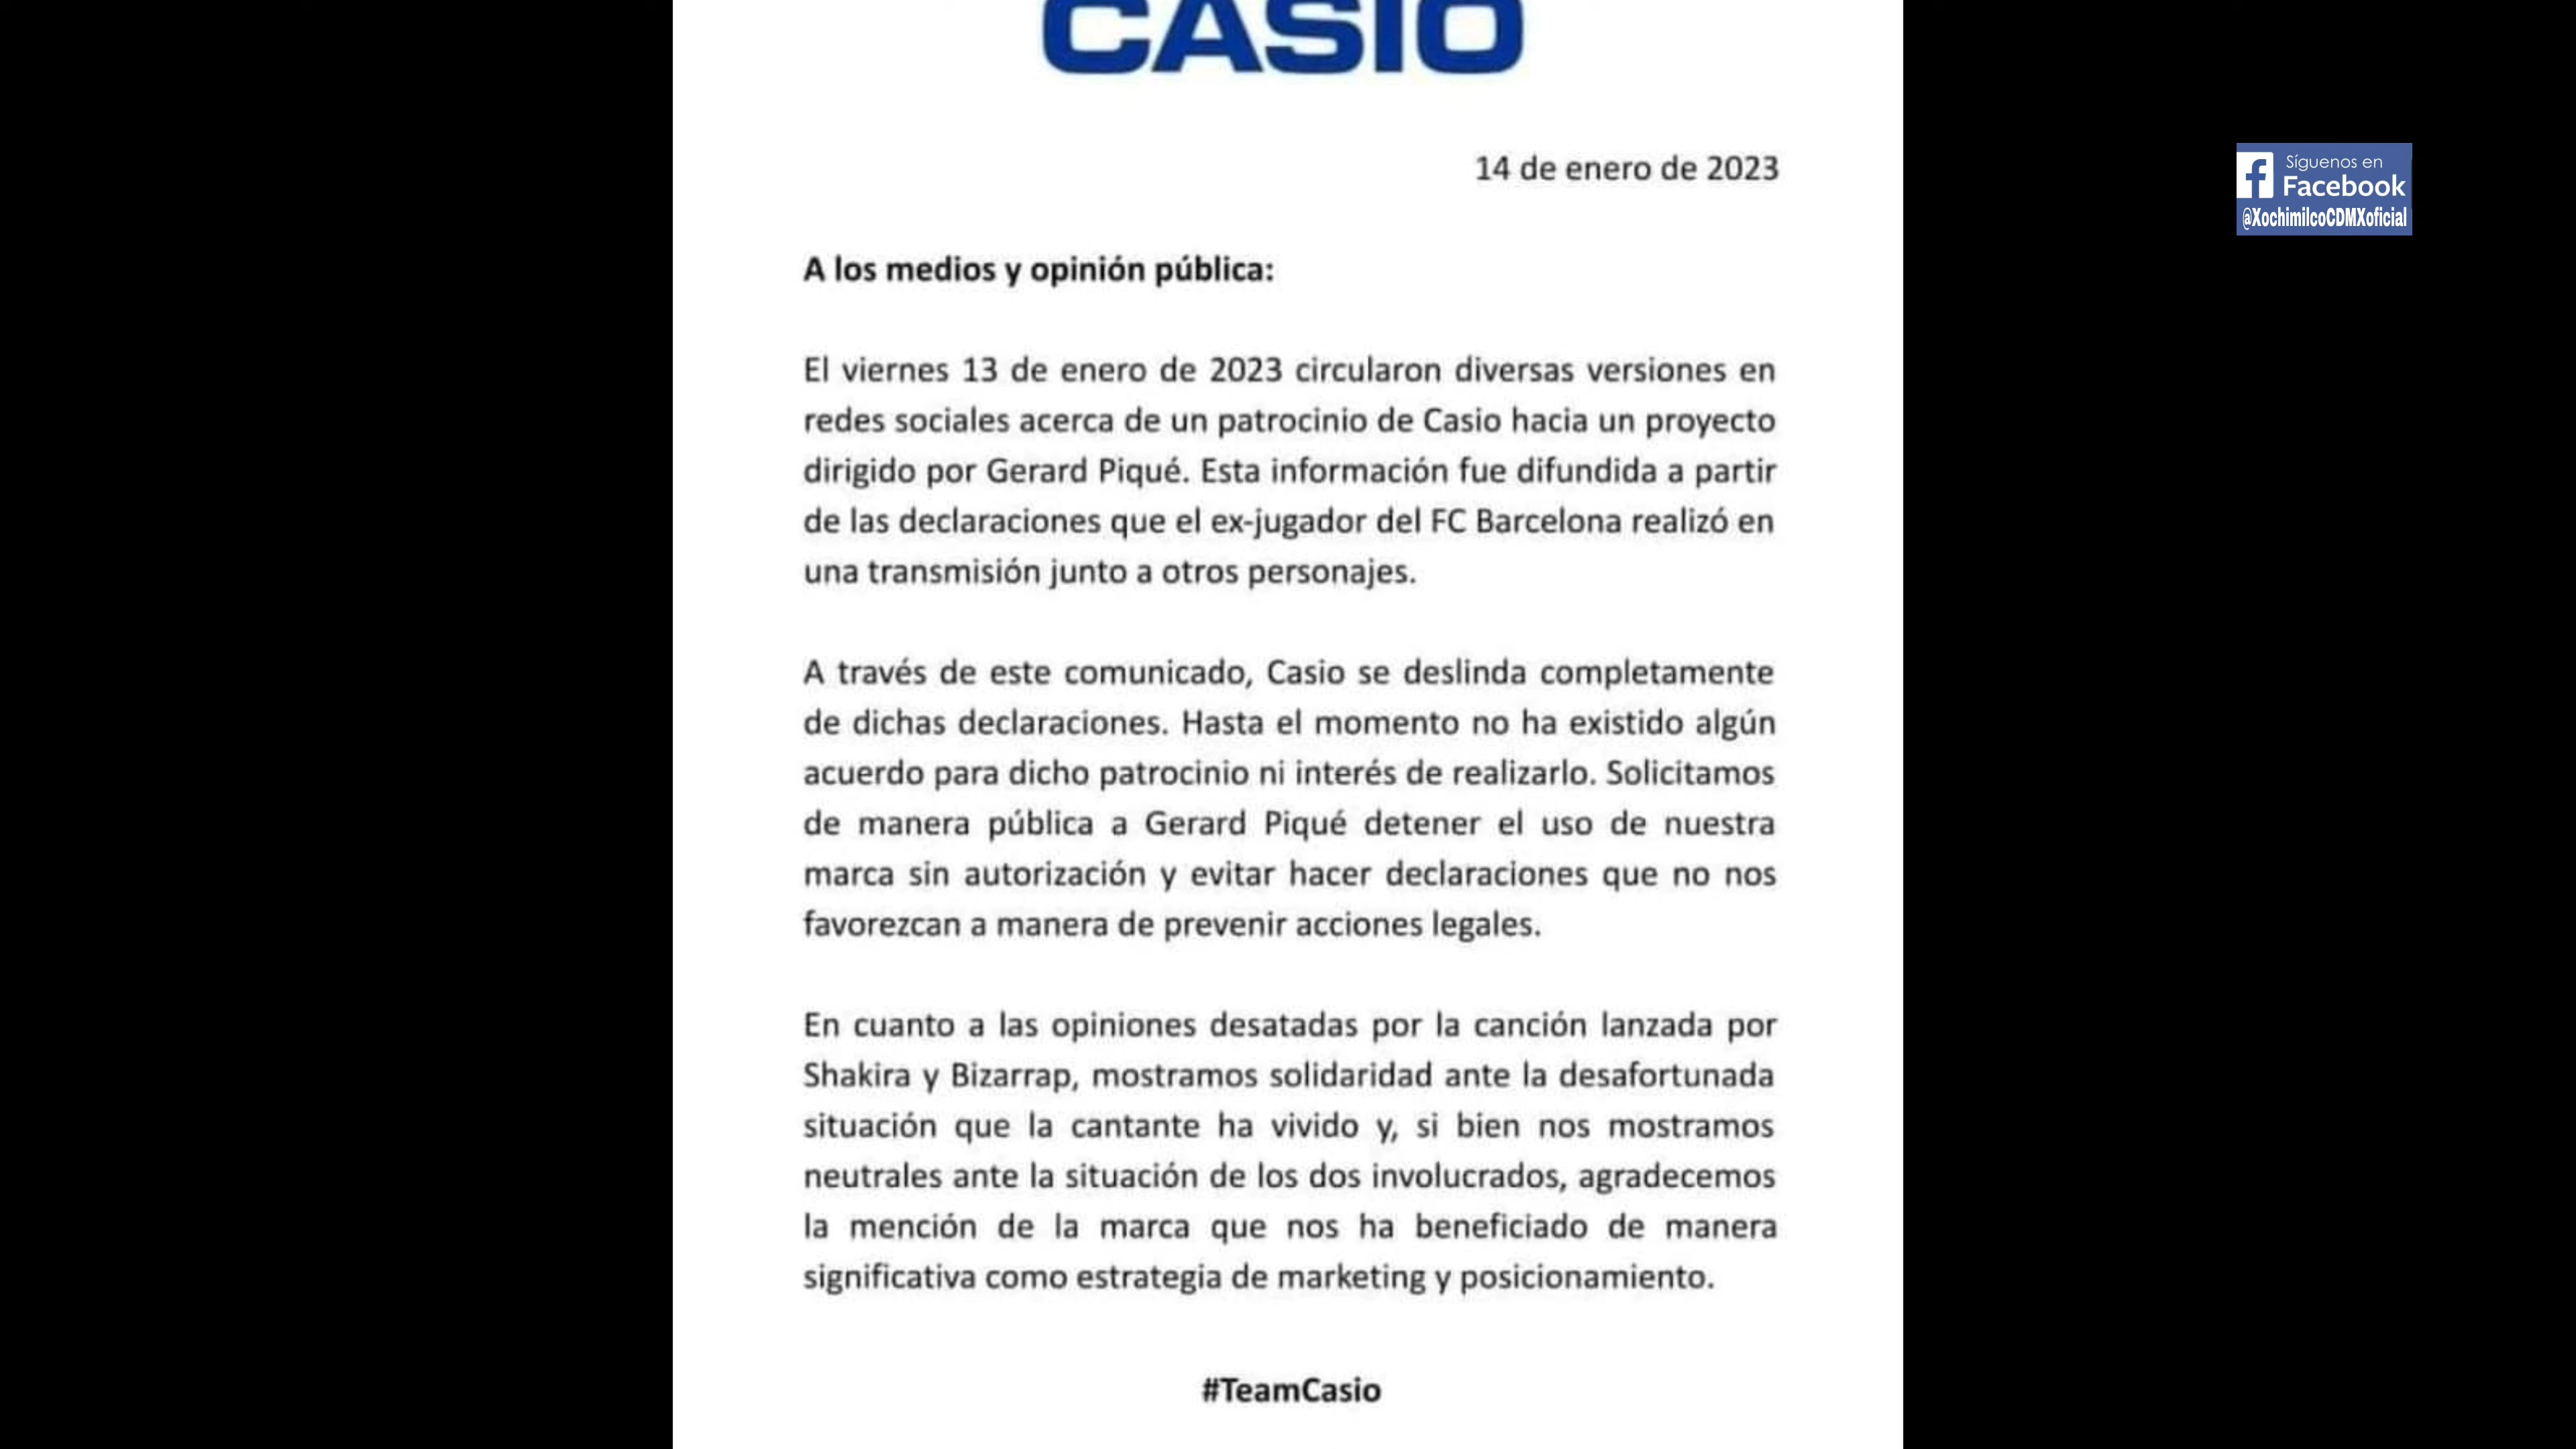 CASIO
14 de enero de 2023
Síguenos en
Facebook
@XochimilcoCDMXoficial
A los medios y opinión pública:
El viernes 13 de enero de 2023 circularon diversas versiones en
redes sociales acerca de un patrocinio de Casio hacia un proyecto
dirigido por Gerard Piqué. Esta información fue difundida a partir
de las declaraciones que el ex-jugador del FC Barcelona realizó en
una transmisión junto a otros personajes.
A través de este comunicado, Casio se deslinda completamente
de dichas declaraciones. Hasta el momento no ha existido algún
acuerdo para dicho patrocinio ni interés de realizarlo. Solicitamos
de manera pública a Gerard Piqué detener el uso de nuestra
marca sin autorización y evitar hacer declaraciones que no nos
favorezcan a manera de prevenir acciones legales.
En cuanto a las opiniones desatadas por la canción lanzada por
Shakira y Bizarrap, mostramos solidaridad ante la desafortunada
situación que la cantante ha vivido y, si bien nos mostramos
neutrales ante la situación de los dos involucrados, agradecemos
la mención de la marca que nos ha beneficiado de manera
significativa como estrategia de marketing y posicionamiento.
#TeamCasio